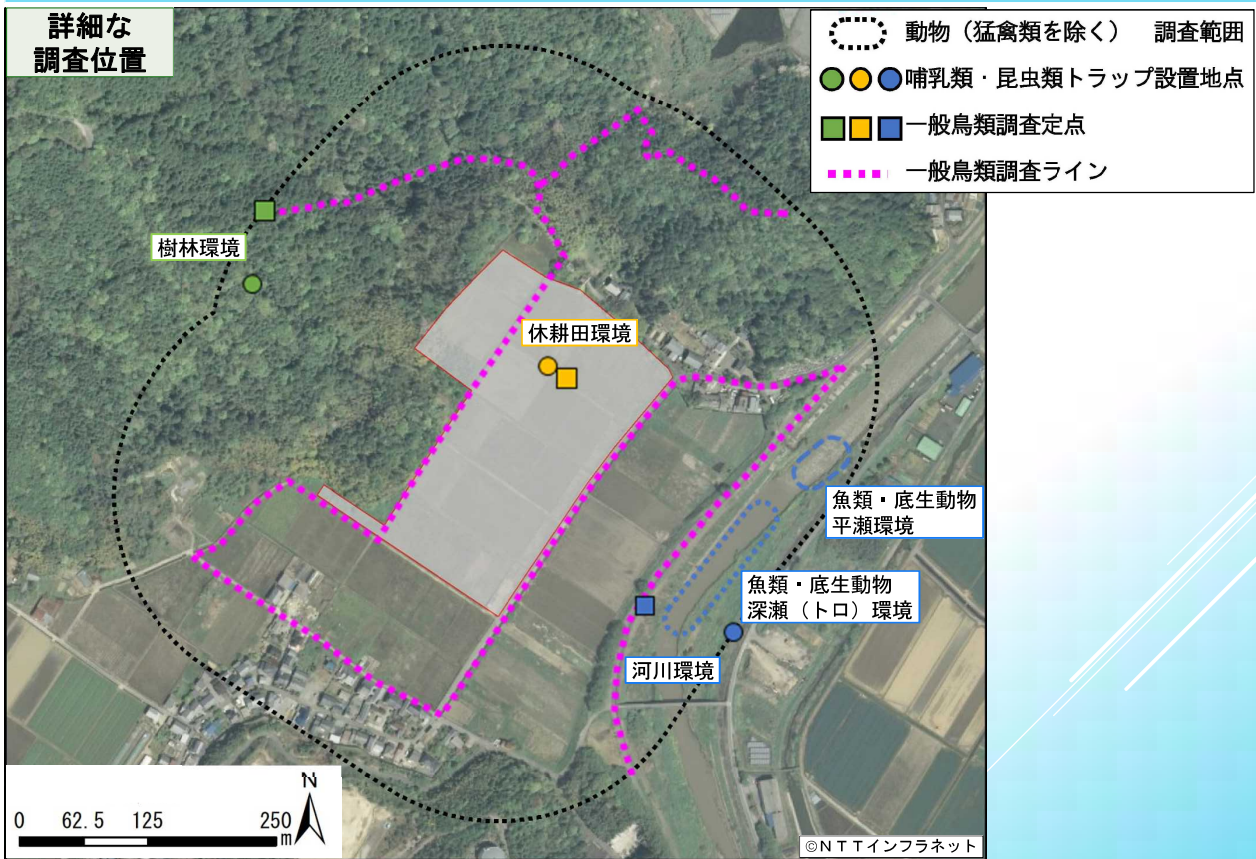 詳細な
調査位置
動物（猛禽類を除く）　調査範囲
哺乳類・昆虫類トラップ設置地点
一般鳥類調査定点
一般鳥類調査ライン
樹林環境
休耕田環境
魚類・底生動物
平瀬環境
魚類・底生動物
深瀬（トロ）環境
河川環境
N
0 62.5 125 250
m
©NTTインフラネット